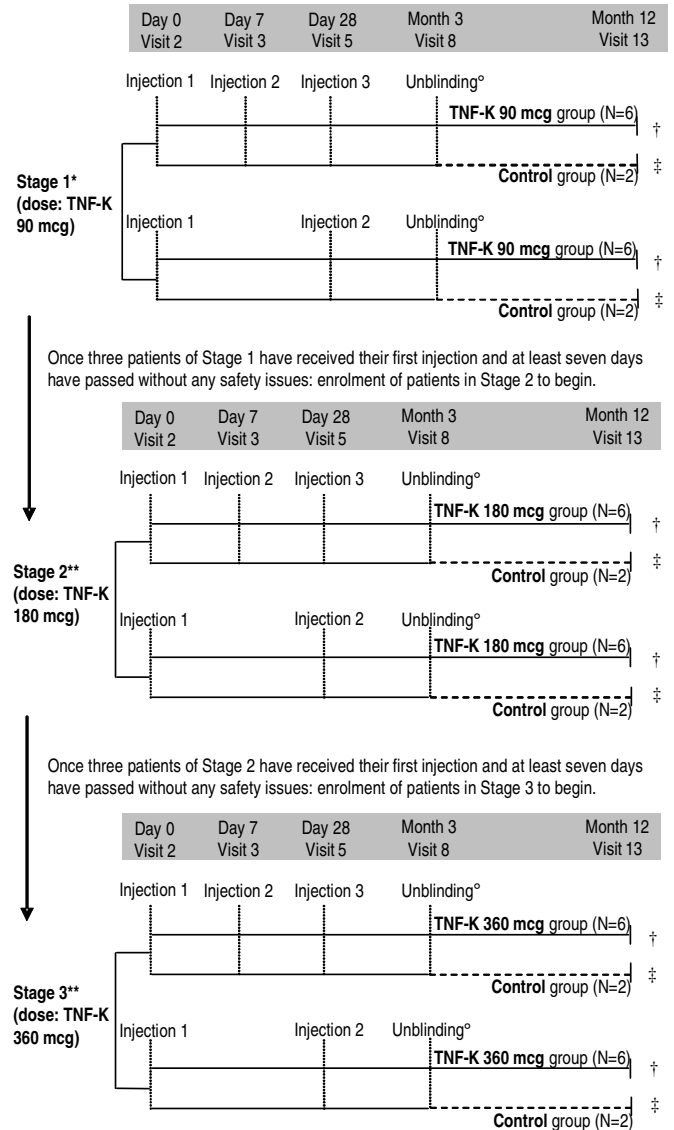 Day 0 Day 7 Day 28 Month 3 Month 12
Visit 2 Visit 3 Visit 5 Visit 8 Visit 13
Injection 1 Injection 2 Injection 3 Unblinding°
TNF-K 90 mcg group (N=6)
†
‡
Control group (N=2)
Stage 1*
(dose: TNF-K
90 mcg)
Injection 1 Injection 2 Unblinding°
TNF-K 90 mcg group (N=6)
†
‡
Control group (N=2)
Once three patients of Stage 1 have received their first injection and at least seven days
have passed without any safety issues: enrolment of patients in Stage 2 to begin.
Day 0 Day 7 Day 28 Month 3 Month 12
Visit 2 Visit 3 Visit 5 Visit 8 Visit 13
Injection 1 Injection 2 Injection 3 Unblinding°
TNF-K 180 mcg group (N=6)
†
‡
Control group (N=2)
Stage 2**
(dose: TNF-K
180 mcg)
Injection 1 Injection 2 Unblinding°
TNF-K 180 mcg group (N=6)
†
‡
Control group (N=2)
Once three patients of Stage 2 have received their first injection and at least seven days
have passed without any safety issues: enrolment of patients in Stage 3 to begin.
Day 0 Day 7 Day 28 Month 3 Month 12
Visit 2 Visit 3 Visit 5 Visit 8 Visit 13
Injection 1 Injection 2 Injection 3 Unblinding°
TNF-K 360 mcg group (N=6)
†
‡
Control group (N=2)
Stage 3**
(dose: TNF-K
360 mcg)
Injection 1 Injection 2 Unblinding°
TNF-K 360 mcg group (N=6)
†
‡
Control group (N=2)